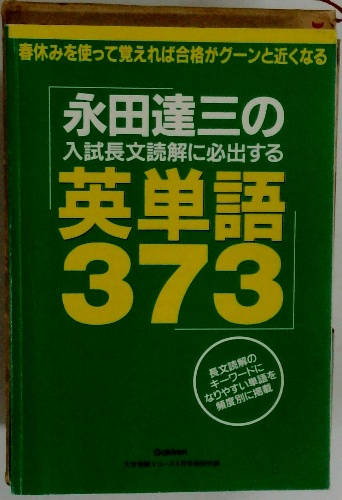 春休みを使って覚えれば合格がグーンと近くなる
「永田達三の
入試長文読解に必出する
英単語
373」
長文読解の
キーワードに
なりやすい単語を
頻度別に掲載
Gakken